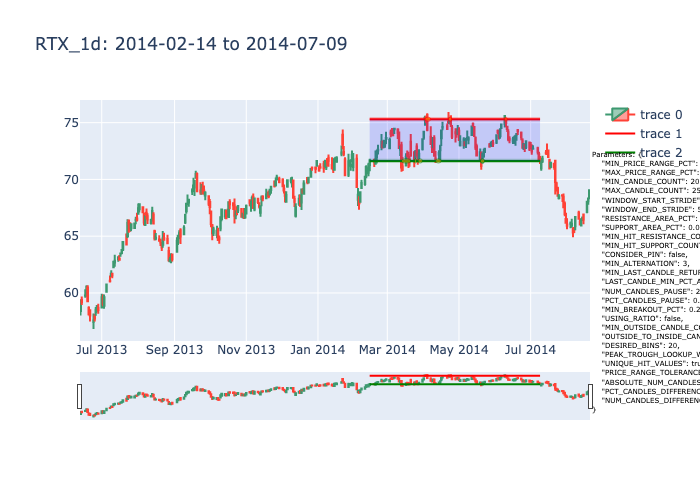 RTX_1d: 2014-02-14 to 2014-07-09
75
70
65
60
Jul 2013
Sep 2013
Nov 2013
Jan 2014
Mar 2014
May 2014
Jul 2014
trace 0
trace 1
trace 2
Parameters: {
"MIN_PRICE_RANGE_PCT":
"MAX_PRICE_RANGE_PCT":
"MIN_CANDLE_COUNT": 20
"MAX_CANDLE_COUNT": 25
"WINDOW_START_STRIDE"
"WINDOW_END_STRIDE": 5
"RESISTANCE_AREA_PCT":
"SUPPORT_AREA_PCT": 0.0
"MIN_HIT_RESISTANCE_CO
"MIN_HIT_SUPPORT_COUNT
"CONSIDER_PIN": false,
"MIN_ALTERNATION": 3,
"MIN_LAST_CANDLE_RETUR
"LAST_CANDLE_MIN_PCT_A
"NUM_CANDLES_PAUSE": 2
"PCT_CANDLES_PAUSE": 0.
"MIN_BREAKOUT_PCT": 0.2
"USING_RATIO": false,
"MIN_OUTSIDE_CANDLE_CO
"OUTSIDE_TO_INSIDE_CAN
"DESIRED_BINS": 20,
"PEAK_TROUGH_LOOKUP_W
"UNIQUE_HIT_VALUES": tru
"PRICE_RANGE_TOLERANC
"ABSOLUTE_NUM_CANDLES
"PCT_CANDLES_DIFFERENC
"NUM_CANDLES_DIFFEREN
}